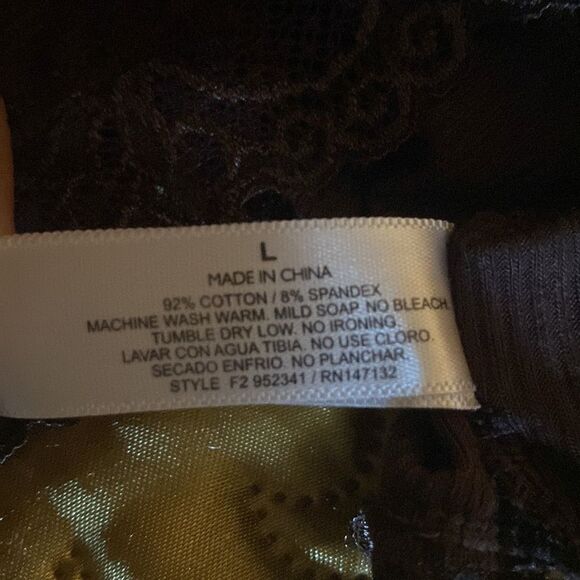 L
MADE IN CHINA
92% COTTON / 8% SPANDEX
MACHINE WASH WARM. MILD SOAP. NO BLEACH.
TUMBLE DRY LOW. NO IRONING.
LAVAR CON AGUA TIBIA. NO USE CLORO.
SECADO ENFRIO. NO PLANCHAR.
STYLE F2 952341 / RN147132